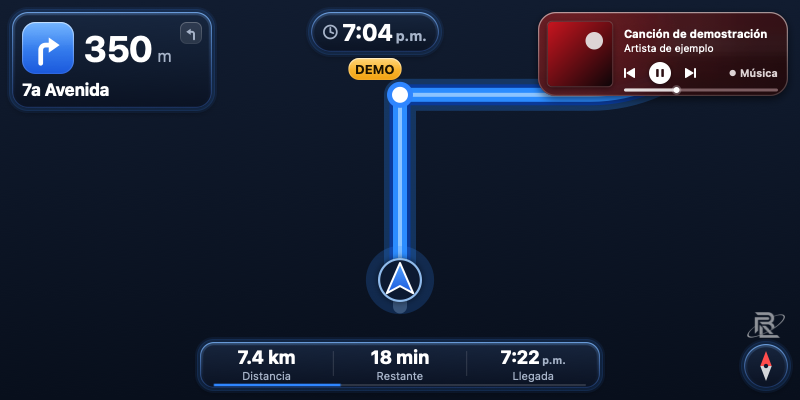 350 m
7a Avenida
7:04 p.m.
DEMO
Canción de demostración
Artista de ejemplo
Música
7.4 km
Distancia
18 min
Restante
7:22 p.m.
Llegada
RL